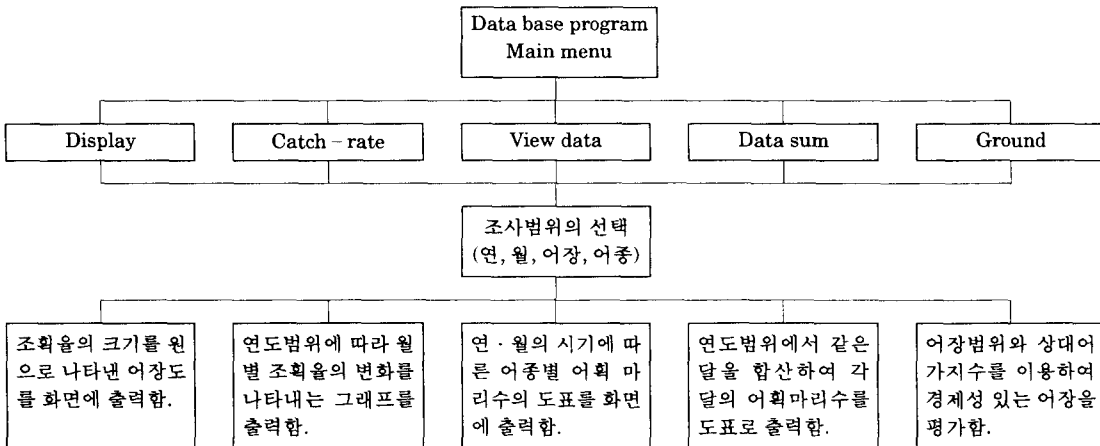 Data base program
Main menu
Display
Catch – rate
View data
Data sum
Ground
조사범위의 선택
(연, 월, 어장, 어종)
조획율의 크기를 원
으로 나타낸 어장도
를 화면에 출력함.
연도범위에 따라 월
별 조획율의 변화를
나타내는 그래프를
출력함.
연 · 월의 시기에 따
른 어종별 어획 마
리수의 도표를 화면
에 출력함.
연도범위에서 같은
달을 합산하여 각
달의 어획마리수를
도표로 출력함.
어장범위와 상대어
가지수를 이용하여
경제성 있는 어장을
평가함.